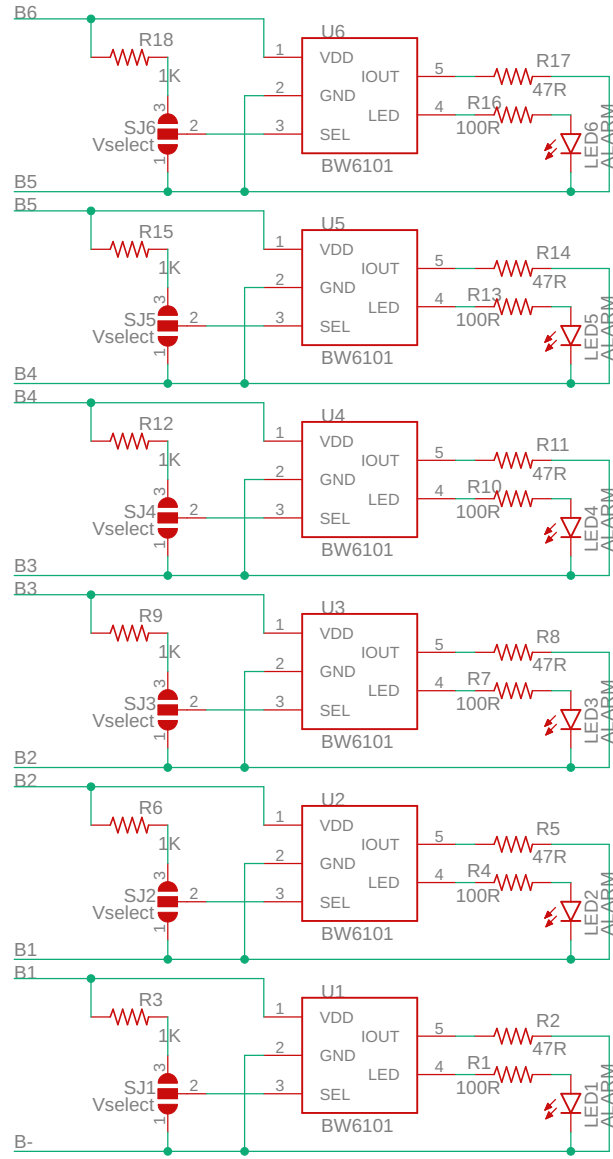 B6
R18
1K
SJ6
Vselect
3
2
1
U6
1
2
3
VDD
GND
SEL
IOUT
LED
BW6101
5
4
R17
47R
R16
100R
LED6
ALARM
B5
B5
R15
1K
SJ5
Vselect
3
2
1
U5
1
2
3
VDD
GND
SEL
IOUT
LED
BW6101
5
4
R14
47R
R13
100R
LED5
ALARM
B4
B4
R12
1K
SJ4
Vselect
3
2
1
U4
1
2
3
VDD
GND
SEL
IOUT
LED
BW6101
5
4
R11
47R
R10
100R
LED4
ALARM
B3
B3
R9
1K
SJ3
Vselect
3
2
1
U3
1
2
3
VDD
GND
SEL
IOUT
LED
BW6101
5
4
R8
47R
R7
100R
LED3
ALARM
B2
B2
R6
1K
SJ2
Vselect
3
2
1
U2
1
2
3
VDD
GND
SEL
IOUT
LED
BW6101
5
4
R5
47R
R4
100R
LED2
ALARM
B1
B1
R3
1K
SJ1
Vselect
3
2
1
U1
1
2
3
VDD
GND
SEL
IOUT
LED
BW6101
5
4
R2
47R
R1
100R
LED1
ALARM
B-